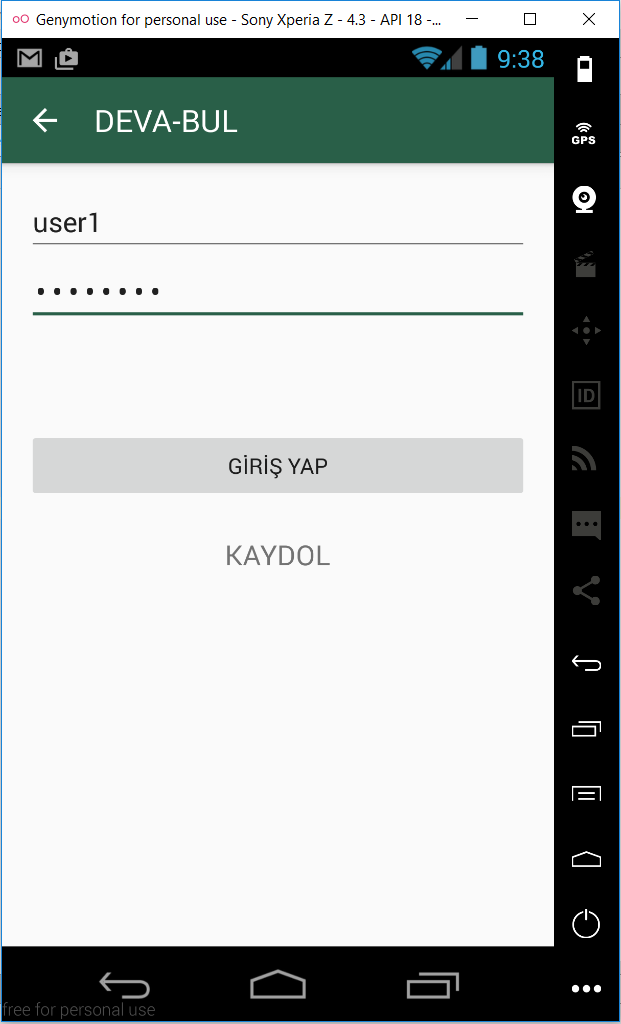 Genymotion for personal use - Sony Xperia Z - 4.3 - API 18 -...
9:38
DEVA-BUL
GPS
user1
••••••••
ID
GİRİŞ YAP
KAYDOL
free for personal use